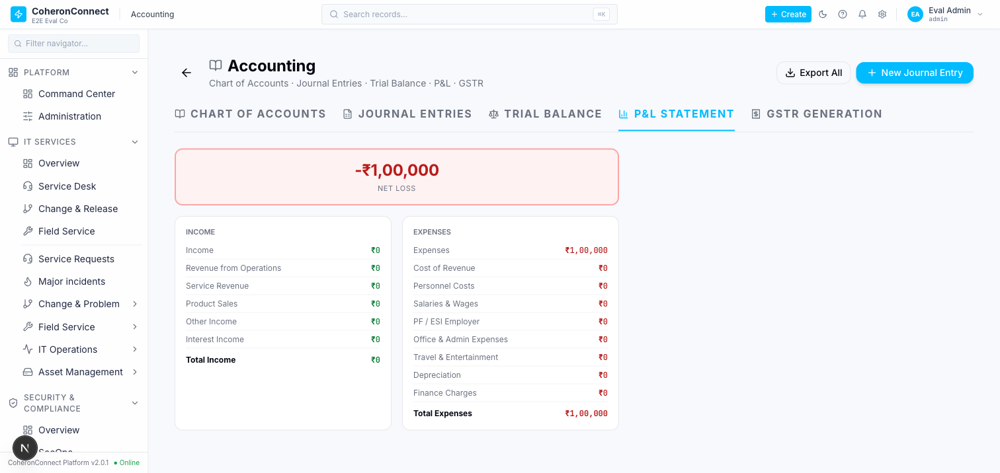 CoheronConnect
E2E Eval Co
Accounting
Search records...
⌘K
+ Create
EA
Eval Admin
admin
Filter navigator...
PLATFORM
Command Center
Administration
IT SERVICES
Overview
Service Desk
Change & Release
Field Service
Service Requests
Major incidents
Change & Problem
Field Service
IT Operations
Asset Management
SECURITY &
COMPLIANCE
Overview
SecOps
N
CoheronConnect Platform v2.0.1
● Online
Accounting
Chart of Accounts · Journal Entries · Trial Balance · P&L · GSTR
Export All
+ New Journal Entry
CHART OF ACCOUNTS
JOURNAL ENTRIES
TRIAL BALANCE
P&L STATEMENT
GSTR GENERATION
-₹1,00,000
NET LOSS
INCOME
Income ₹0
Revenue from Operations ₹0
Service Revenue ₹0
Product Sales ₹0
Other Income ₹0
Interest Income ₹0
Total Income ₹0
EXPENSES
Expenses ₹1,00,000
Cost of Revenue ₹0
Personnel Costs ₹0
Salaries & Wages ₹0
PF / ESI Employer ₹0
Office & Admin Expenses ₹0
Travel & Entertainment ₹0
Depreciation ₹0
Finance Charges ₹0
Total Expenses ₹1,00,000